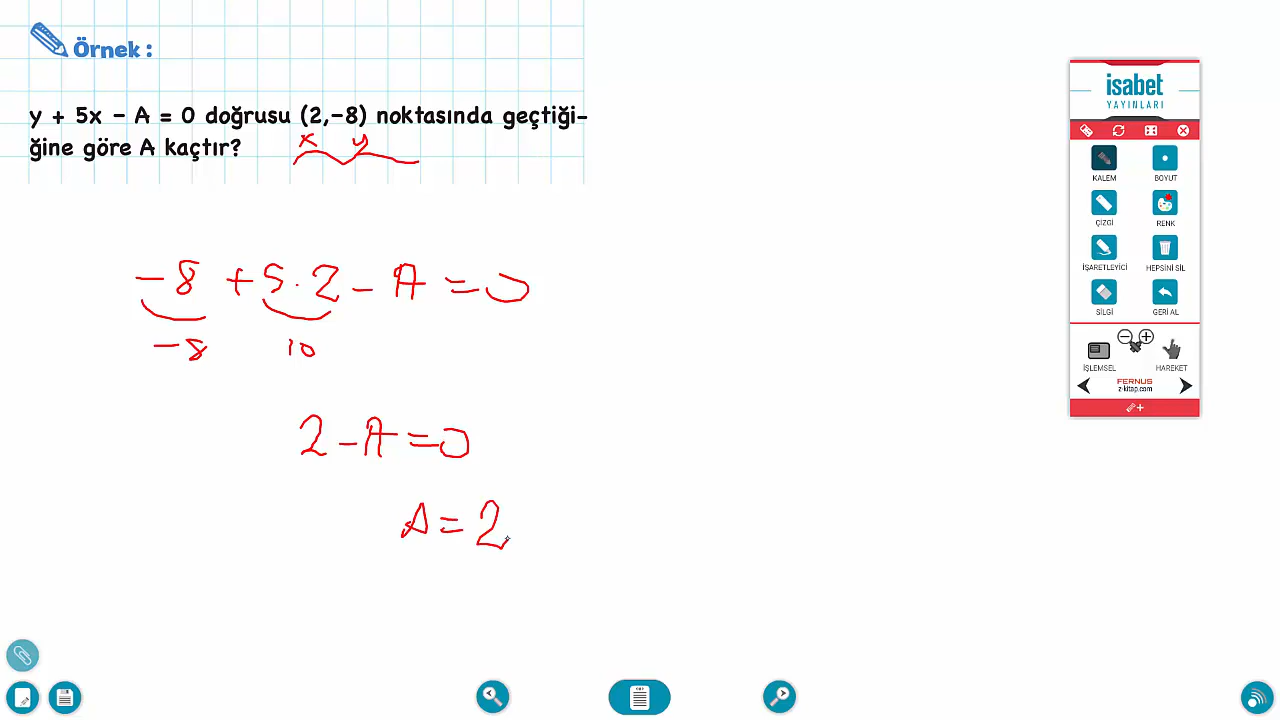 Örnek :
y + 5x - A = 0 doğrusu (2,-8) noktasında geçtiği-
ğine göre A kaçtır?
x y
-8 + 5.2 - A = 0
-8 10
2 - A = 0
A = 2
isabet
YAYINLARI
KALEM BOYUT
ÇİZGİ RENK
İŞARETLEYİCİ HEPSİNİ SİL
SİLGİ GERİ AL
İŞLEMSEL HAREKET
FERNUS
z-kitap.com